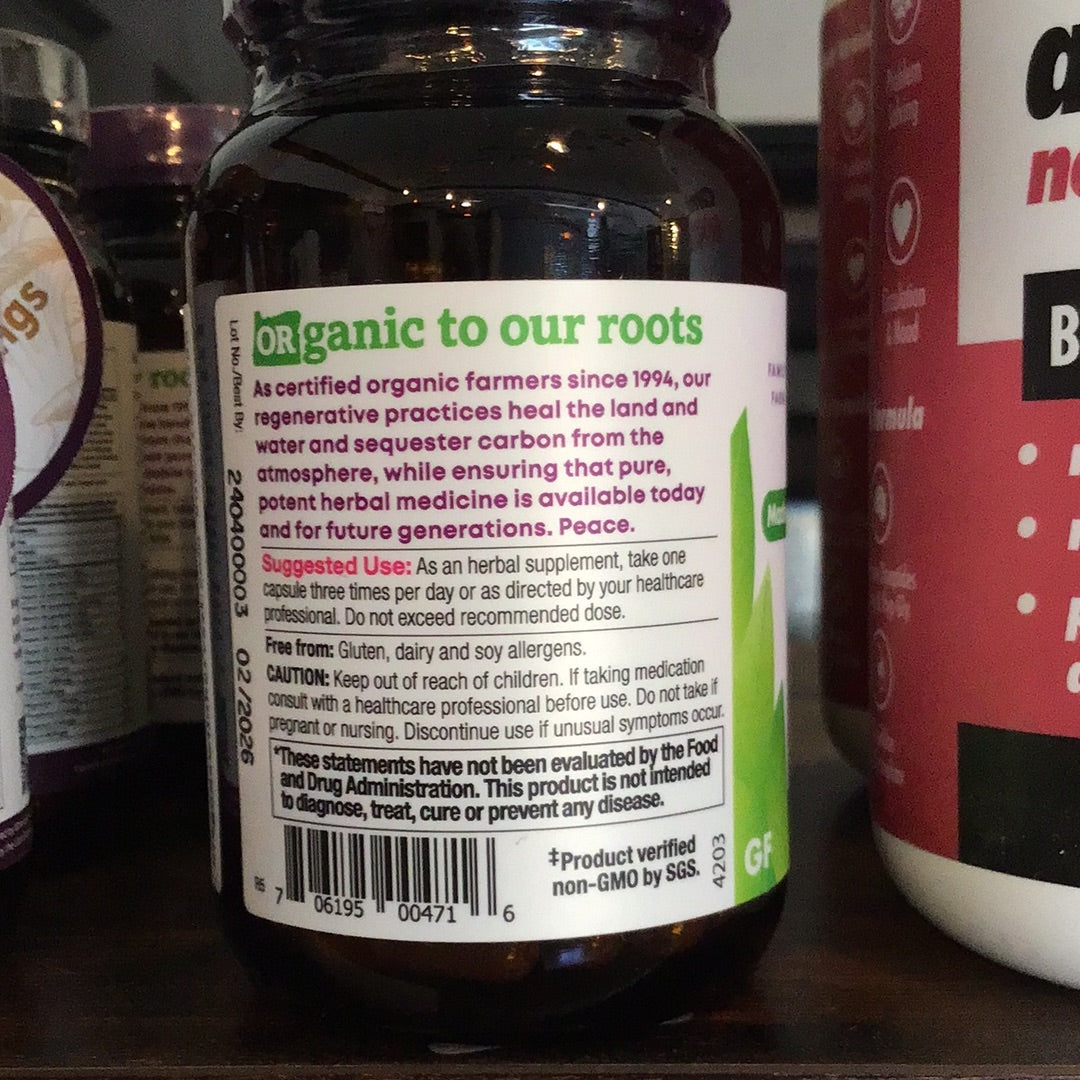 ORganic to our roots
As certified organic farmers since 1994, our
regenerative practices heal the land and
water and sequester carbon from the
atmosphere, while ensuring that pure,
potent herbal medicine is available today
and for future generations. Peace.
Suggested Use: As an herbal supplement, take one
capsule three times per day or as directed by your healthcare
professional. Do not exceed recommended dose.
Free from: Gluten, dairy and soy allergens.
CAUTION: Keep out of reach of children. If taking medication
consult with a healthcare professional before use. Do not take if
pregnant or nursing. Discontinue use if unusual symptoms occur.
*These statements have not been evaluated by the Food
and Drug Administration. This product is not intended
to diagnose, treat, cure or prevent any disease.
‡Product verified
non-GMO by SGS.
4203
7 06195 00471 6
Lot No./Best By: 240400003 02/2026
GF